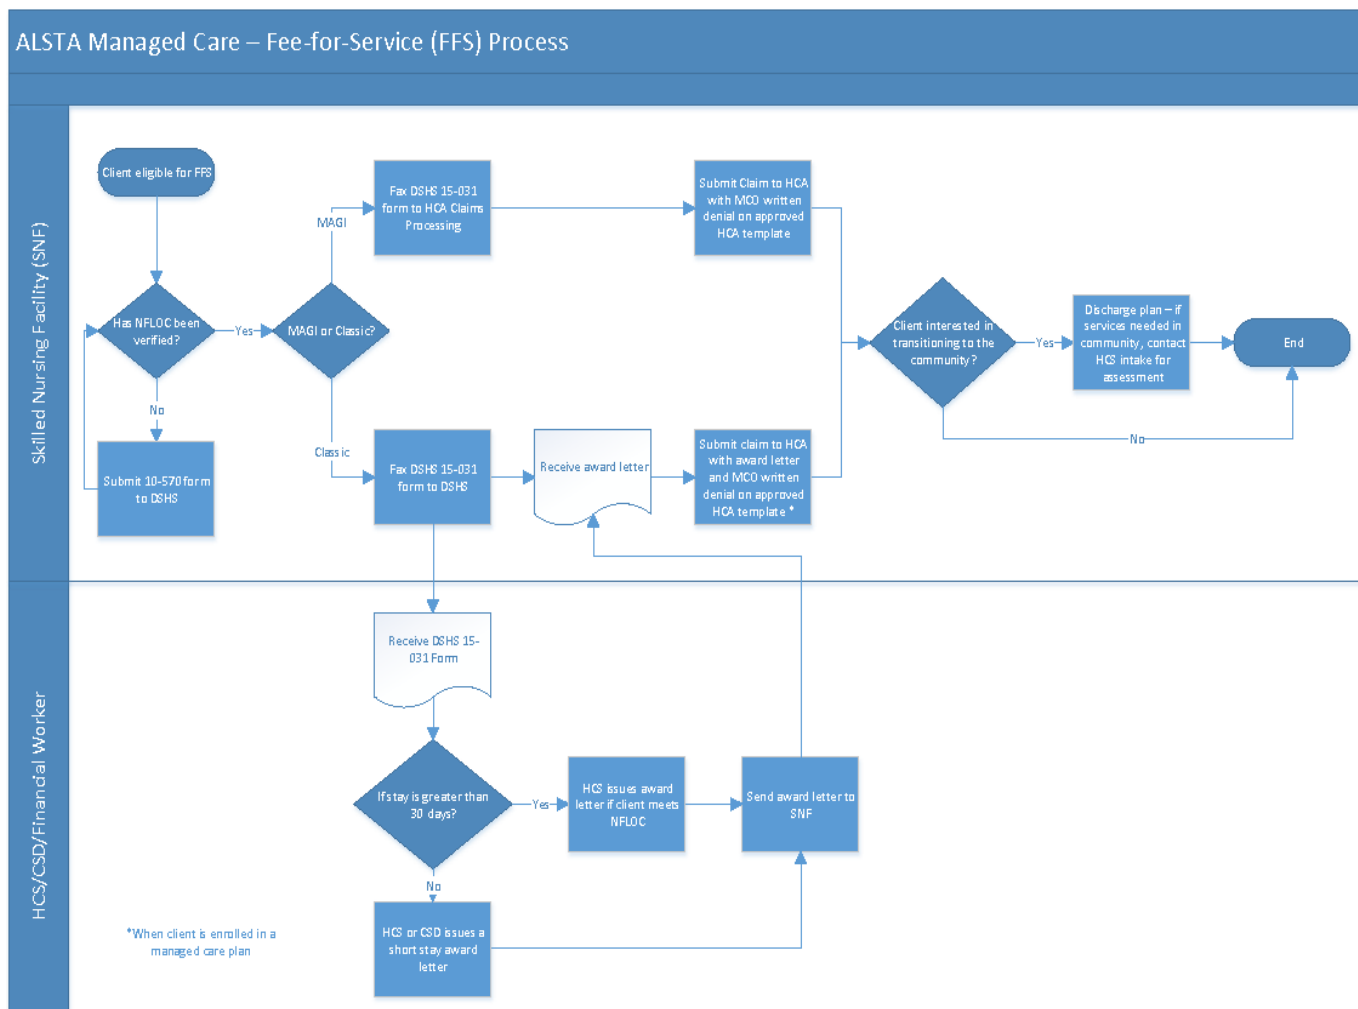 ALSTA Managed Care – Fee-for-Service (FFS) Process
Skilled Nursing Facility (SNF)
Client eligible for FFS
Has NFLOC been
verified?
Yes
No
Submit 10-570 form
to DSHS
MAGI or Classic?
MAGI
Classic
Fax DSHS 15-031
form to HCA Claims
Processing
Submit Claim to HCA
with MCO written
denial on approved
HCA template
Fax DSHS 15-031
form to DSHS
Receive award letter
Submit claim to HCA
with award letter
and MCO written
denial on approved
HCA template *
Client interested in
transitioning to the
community?
Yes
No
Discharge plan – if
services needed in
community, contact
HCS intake for
assessment
End
HCS/CSD/Financial Worker
Receive DSHS 15-
031 Form
If stay is greater than
30 days?
Yes
No
HCS issues award
letter if client meets
NFLOC
Send award letter to
SNF
HCS or CSD issues a
short stay award
letter
*When client is enrolled in a
managed care plan